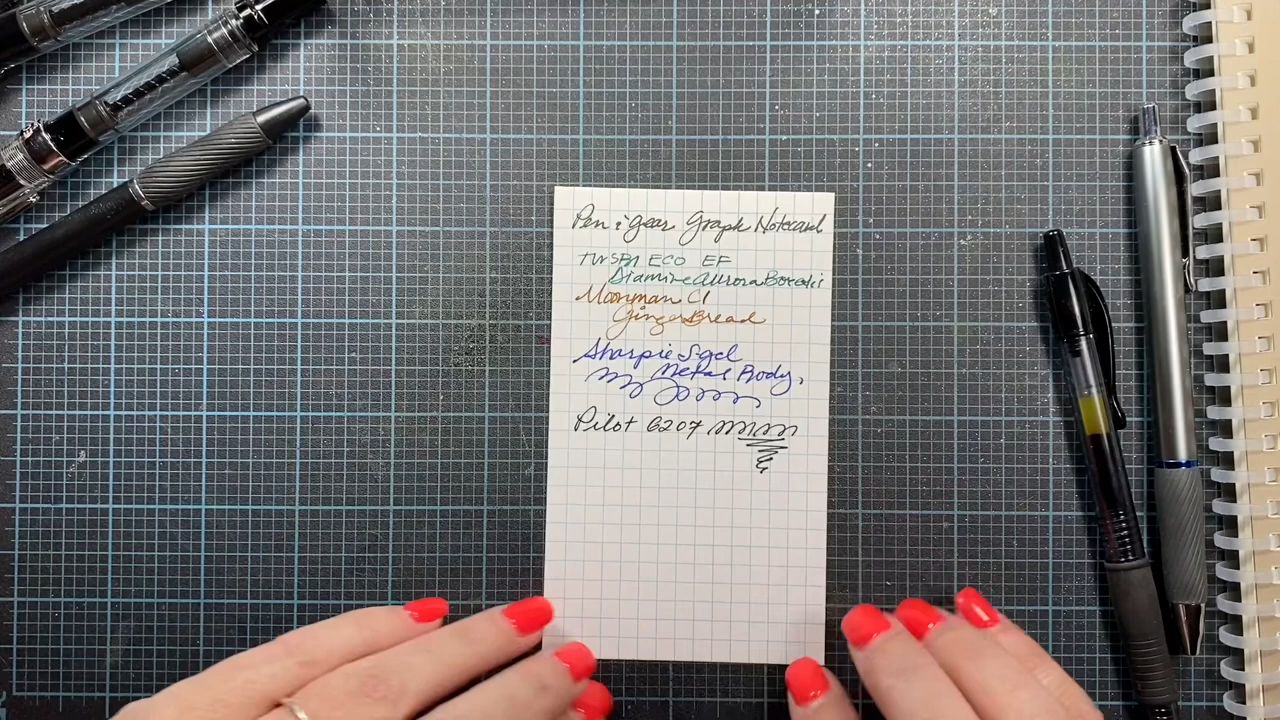 Pen & gear Graph Notecard
TWSBI ECO EF
Diamine Aurora Borealis
Moonman C1
GingerBread
Sharpie S gel
Metal Body,
Pilot G207